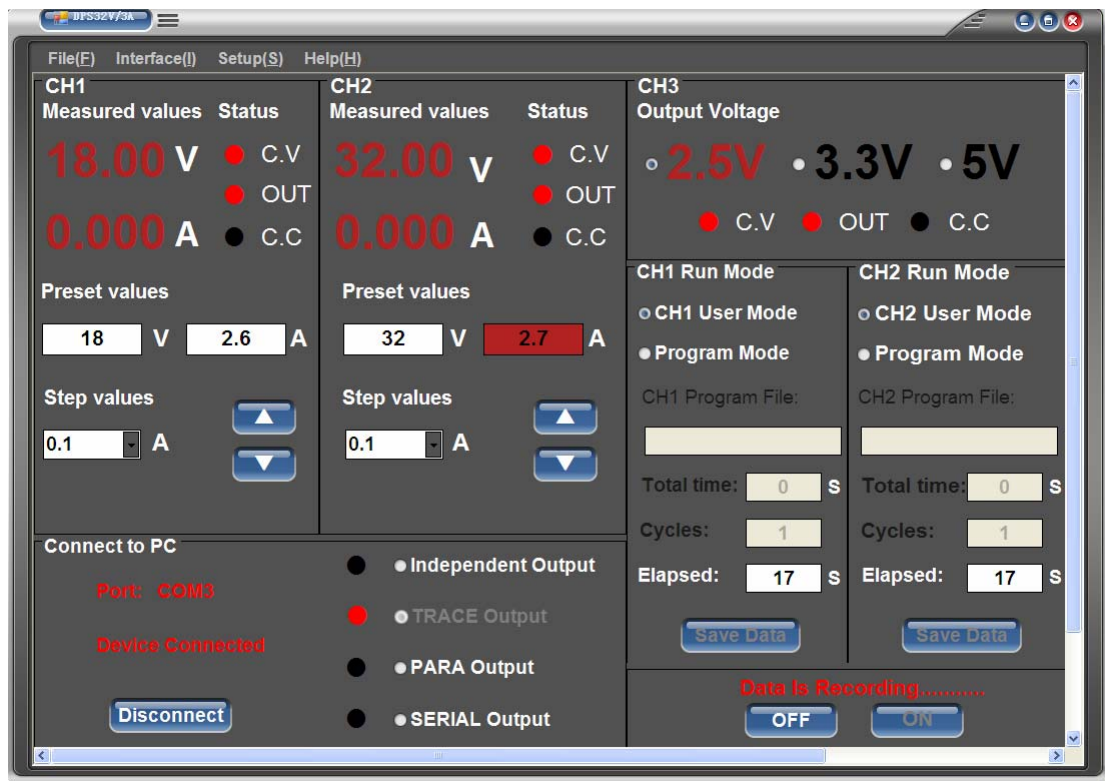 DPS32V/3A
File(F) Interface(I) Setup(S) Help(H)
CH1
Measured values Status
18.00 V C.V
OUT
0.000 A C.C
Preset values
18 V 2.6 A
Step values
0.1 A
CH2
Measured values Status
32.00 V C.V
OUT
0.000 A C.C
Preset values
32 V 2.7 A
Step values
0.1 A
CH3
Output Voltage
2.5V 3.3V 5V
C.V OUT C.C
CH1 Run Mode
CH1 User Mode
Program Mode
CH1 Program File:
Total time: 0 S
Cycles: 1
Elapsed: 17 S
Save Data
CH2 Run Mode
CH2 User Mode
Program Mode
CH2 Program File:
Total time: 0 S
Cycles: 1
Elapsed: 17 S
Save Data
Connect to PC
Port: COM3
Device Connected
Disconnect
Independent Output
TRACE Output
PARA Output
SERIAL Output
Data Is Recording...........
OFF ON